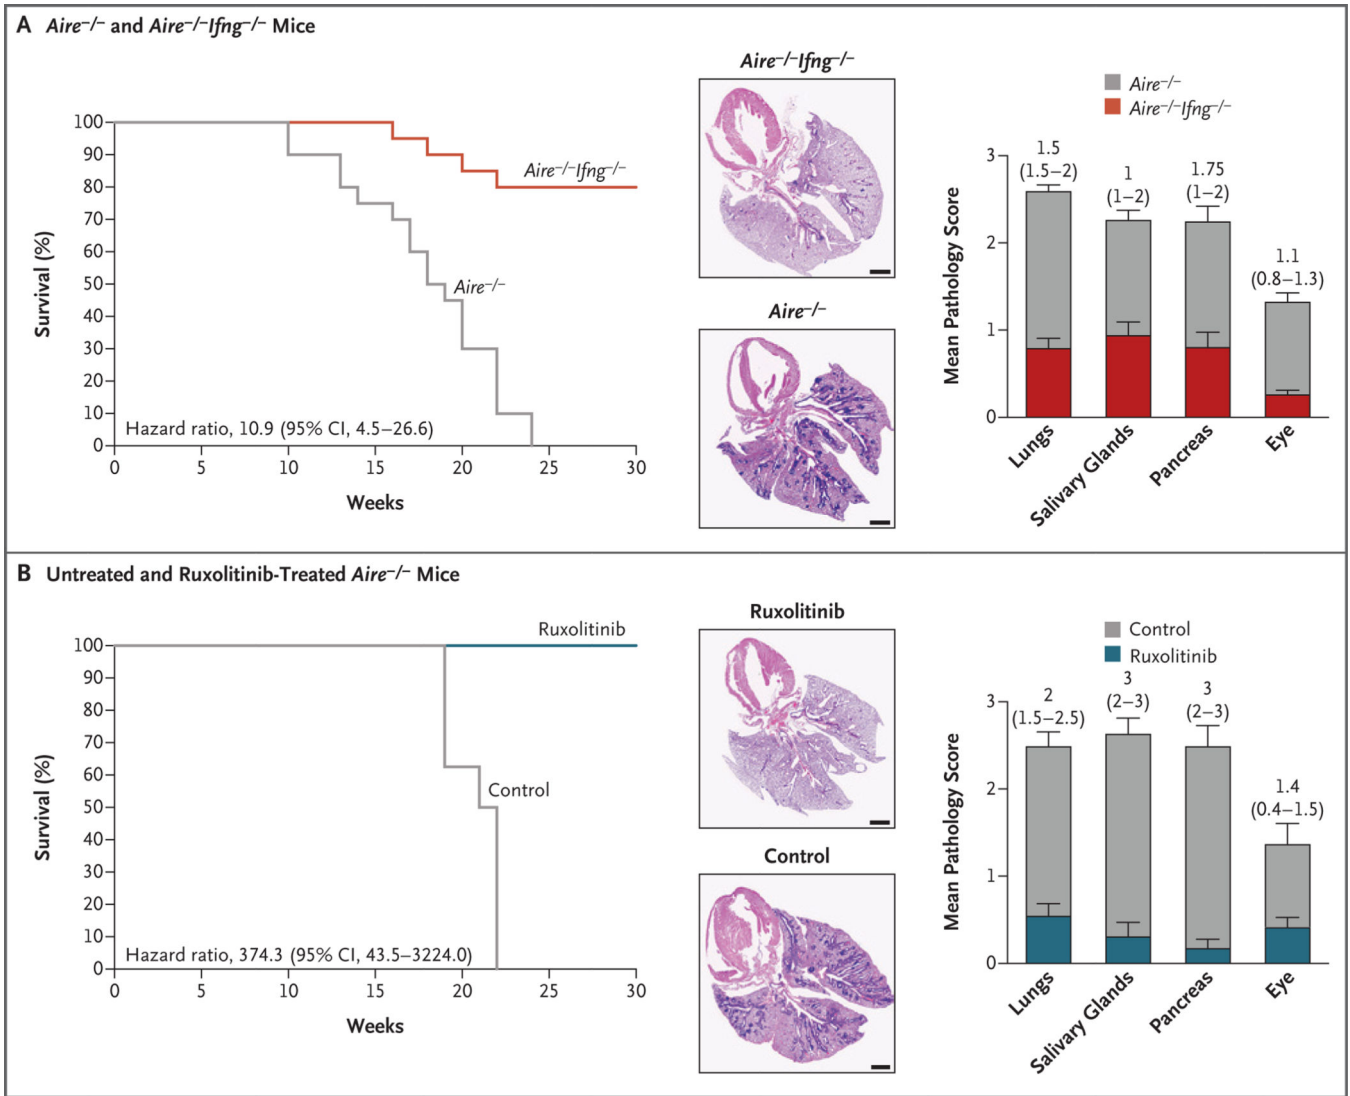 A Aire–/– and Aire–/–Ifng–/– Mice
Survival (%)
100
90
80
70
60
50
40
30
20
10
0
Aire–/–Ifng–/–
Aire–/–
Hazard ratio, 10.9 (95% CI, 4.5–26.6)
0 5 10 15 20 25 30
Weeks
Aire–/–Ifng–/–
Aire–/–
Aire–/–
Aire–/–Ifng–/–
Mean Pathology Score
3
2
1
0
1.5
(1.5–2)
1
(1–2)
1.75
(1–2)
1.1
(0.8–1.3)
Lungs
Salivary Glands
Pancreas
Eye
B Untreated and Ruxolitinib-Treated Aire–/– Mice
Survival (%)
100
90
80
70
60
50
40
30
20
10
0
Ruxolitinib
Control
Hazard ratio, 374.3 (95% CI, 43.5–3224.0)
0 5 10 15 20 25 30
Weeks
Ruxolitinib
Control
Control
Ruxolitinib
Mean Pathology Score
3
2
1
0
2
(1.5–2.5)
3
(2–3)
3
(2–3)
1.4
(0.4–1.5)
Lungs
Salivary Glands
Pancreas
Eye